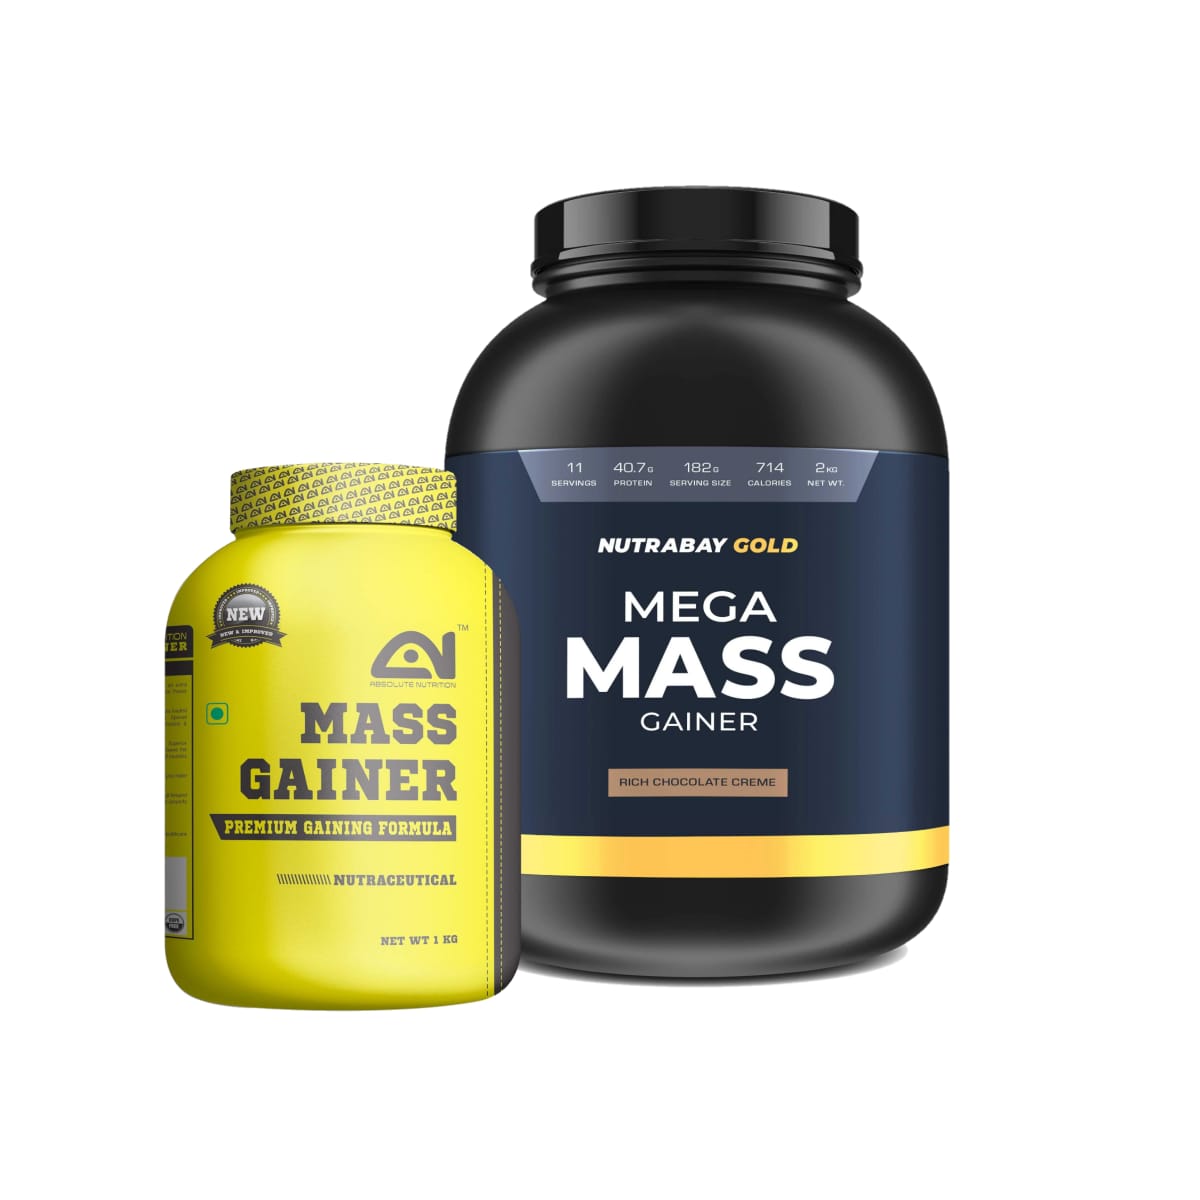 NEW
NEW & IMPROVED
TM
ABSOLUTE NUTRITION
MASS
GAINER
PREMIUM GAINING FORMULA
NUTRACEUTICAL
NET WT 1 KG
11 40.7G 182G 714 2KG
SERVINGS PROTEIN SERVING SIZE CALORIES NET WT.
NUTRABAY GOLD
MEGA
MASS
GAINER
RICH CHOCOLATE CREME